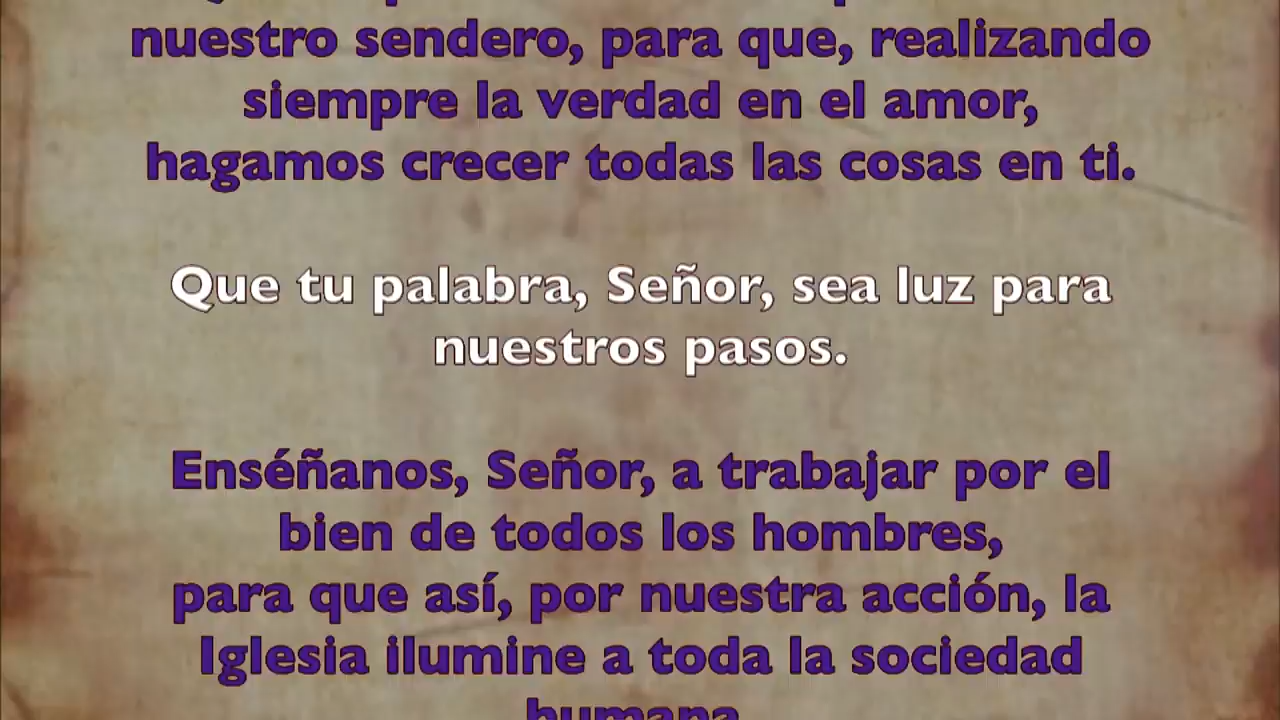 nuestro sendero, para que, realizando
siempre la verdad en el amor,
hagamos crecer todas las cosas en ti.
Que tu palabra, Señor, sea luz para
nuestros pasos.
Enséñanos, Señor, a trabajar por el
bien de todos los hombres,
para que así, por nuestra acción, la
Iglesia ilumine a toda la sociedad
humana